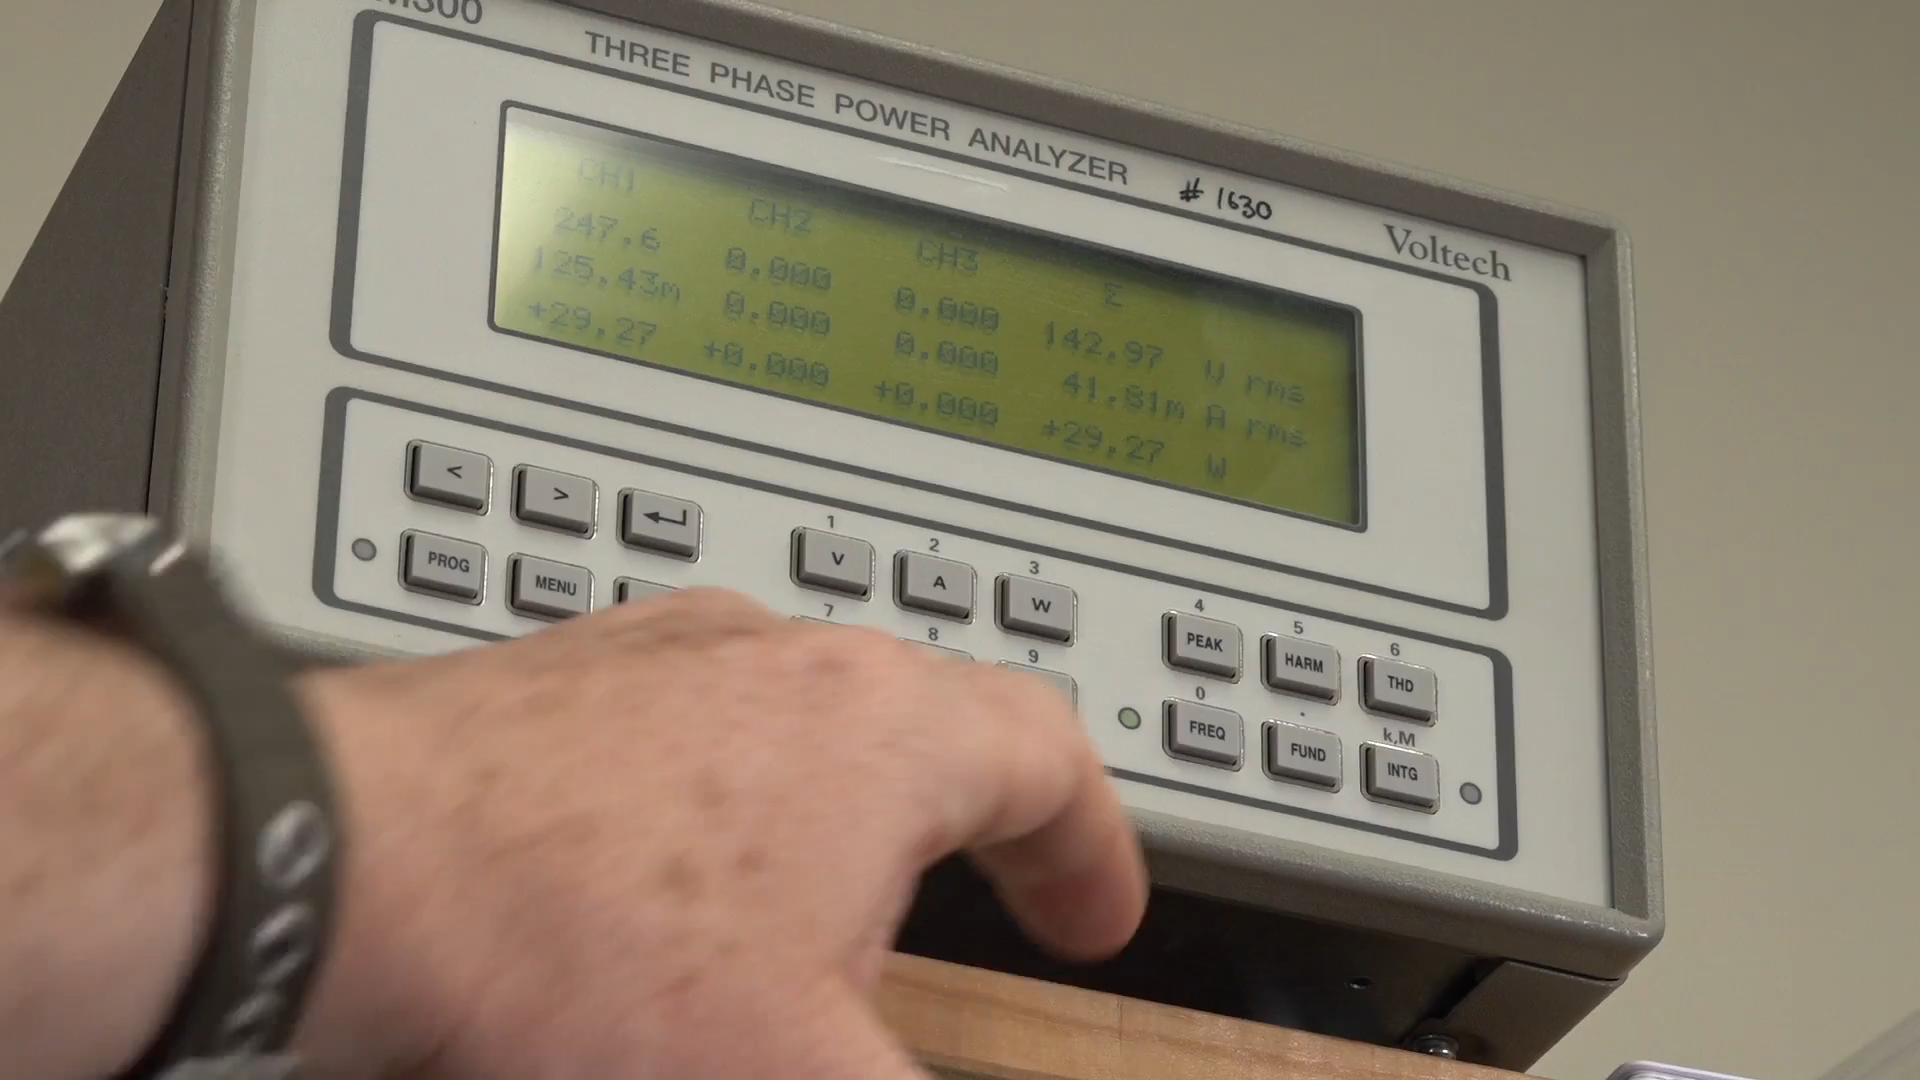 M300
THREE PHASE POWER ANALYZER
# 1630
Voltech
CH1 CH2 CH3 Σ
247.6 0.000 0.000 142.97 V rms
125.43m 0.000 0.000 41.81m A rms
+29.27 +0.000 +0.000 +29.27 W
< >
1 2 3
V A W
4 5 6
PEAK HARM THD
PROG MENU
7 8 9
0 . k,M
FREQ FUND INTG